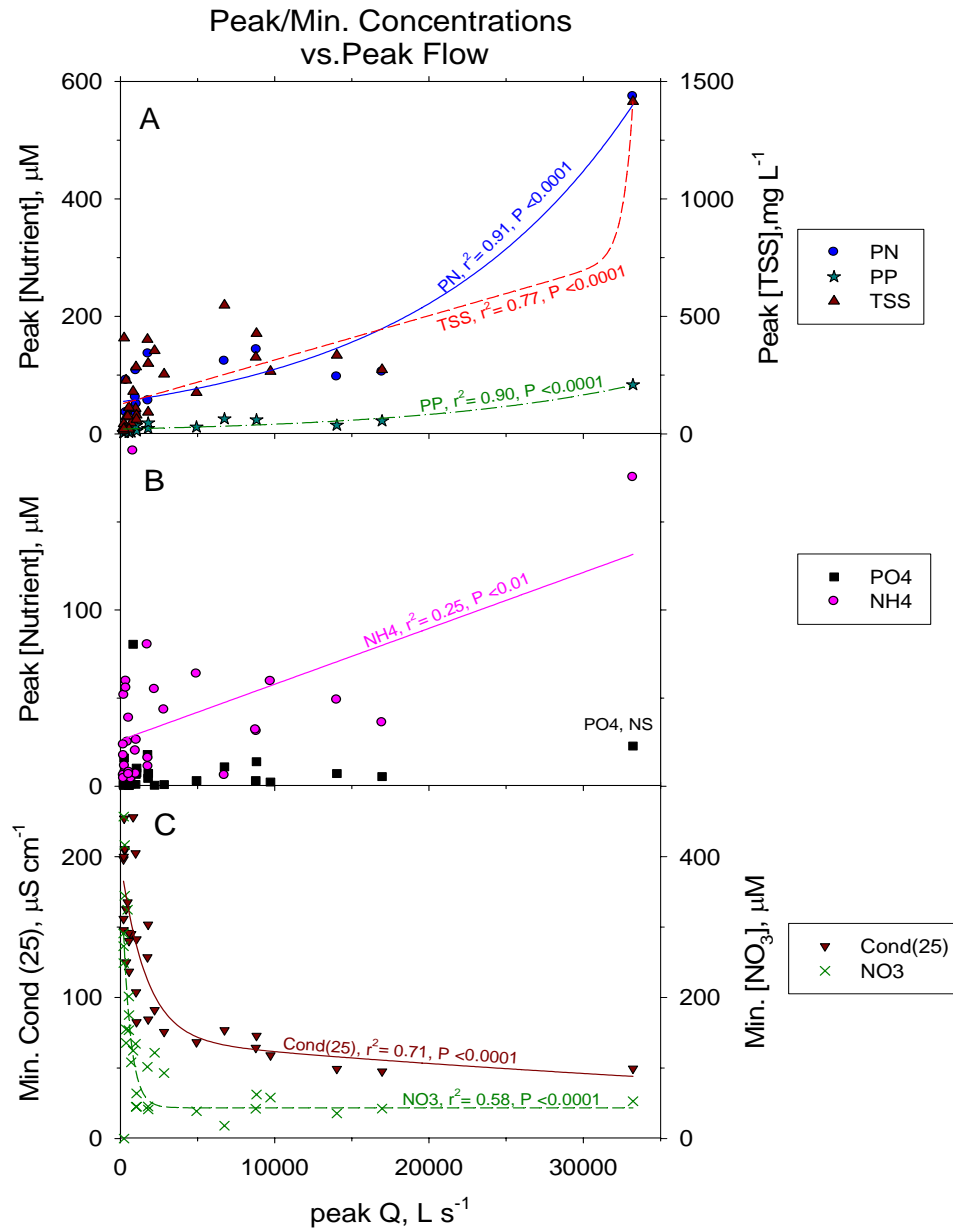 Peak/Min. Concentrations
vs.Peak Flow
600
400
200
0
Peak [Nutrient], µM
A
PN, r²= 0.91, P <0.0001
TSS, r²= 0.77, P <0.0001
PP, r²= 0.90, P <0.0001
1500
1000
500
0
Peak [TSS],mg L⁻¹
PN
PP
TSS
100
0
Peak [Nutrient], µM
B
NH4, r²= 0.25, P <0.01
PO4, NS
PO4
NH4
200
100
0
Min. Cond (25), µS cm⁻¹
C
Cond(25), r²= 0.71, P <0.0001
NO3, r²= 0.58, P <0.0001
400
200
0
Min. [NO₃], µM
Cond(25)
NO3
0 10000 20000 30000
peak Q, L s⁻¹